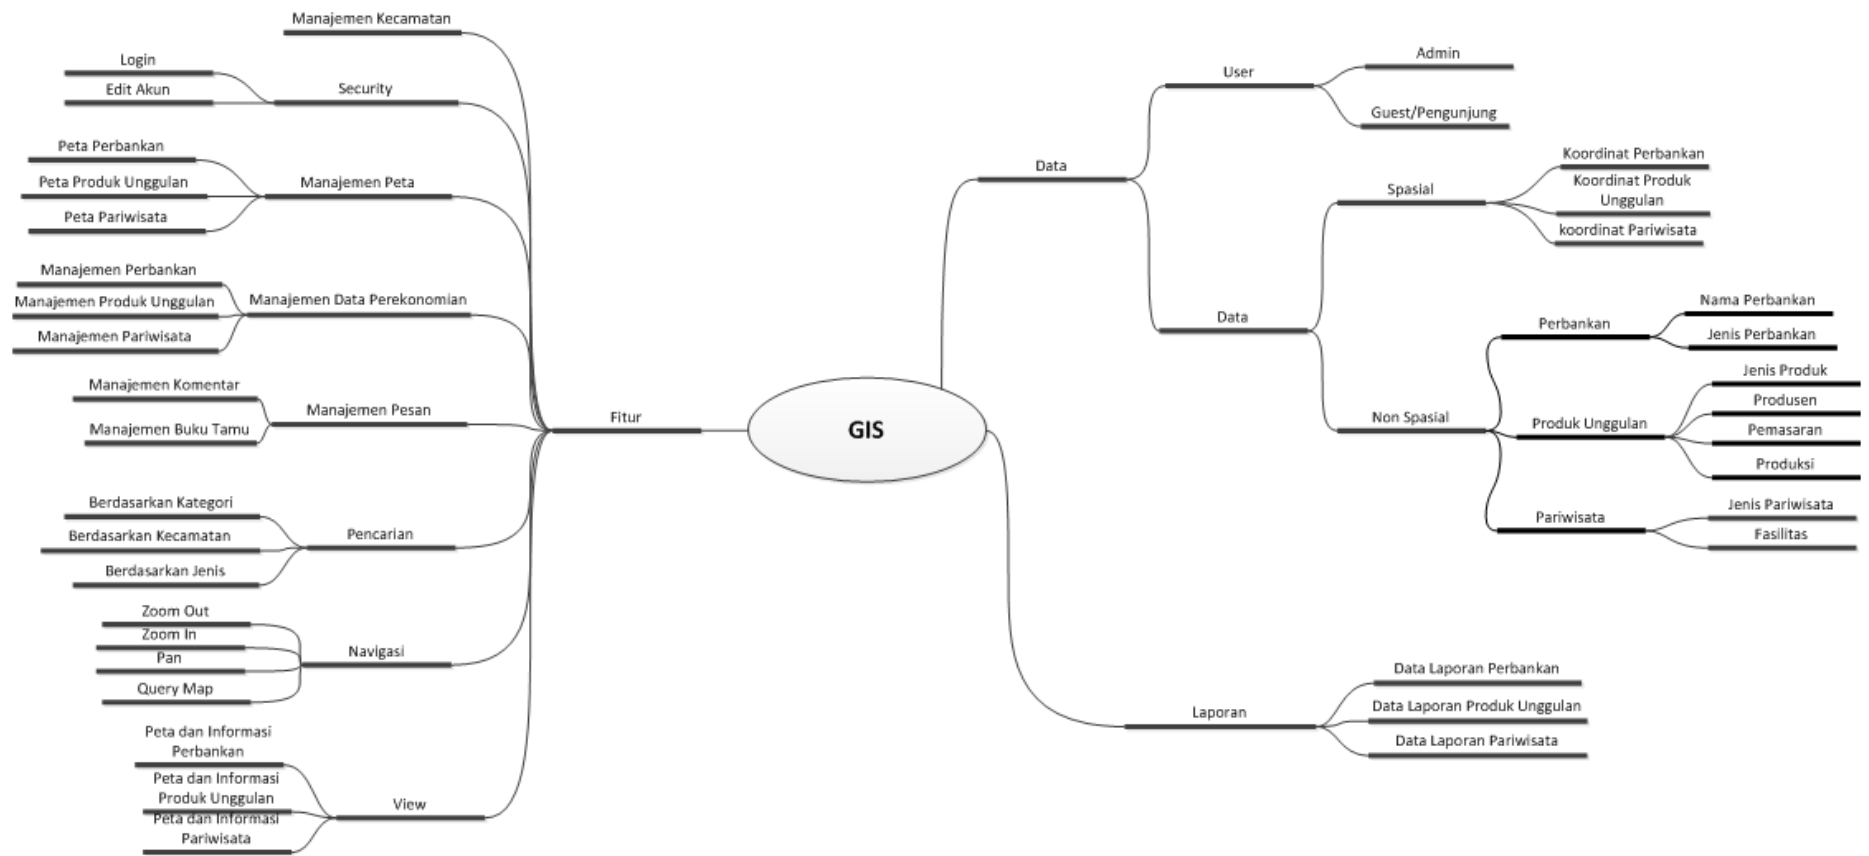 Manajemen Kecamatan
Login
Edit Akun
Security
Peta Perbankan
Peta Produk Unggulan
Peta Pariwisata
Manajemen Peta
Manajemen Perbankan
Manajemen Produk Unggulan
Manajemen Pariwisata
Manajemen Data Perekonomian
Manajemen Komentar
Manajemen Buku Tamu
Manajemen Pesan
Berdasarkan Kategori
Berdasarkan Kecamatan
Berdasarkan Jenis
Pencarian
Zoom Out
Zoom In
Pan
Query Map
Navigasi
Peta dan Informasi
Perbankan
Peta dan Informasi
Produk Unggulan
Peta dan Informasi
Pariwisata
View
Fitur
GIS
Data
User
Admin
Guest/Pengunjung
Data
Spasial
Koordinat Perbankan
Koordinat Produk
Unggulan
koordinat Pariwisata
Non Spasial
Perbankan
Nama Perbankan
Jenis Perbankan
Produk Unggulan
Jenis Produk
Produsen
Pemasaran
Produksi
Pariwisata
Jenis Pariwisata
Fasilitas
Laporan
Data Laporan Perbankan
Data Laporan Produk Unggulan
Data Laporan Pariwisata